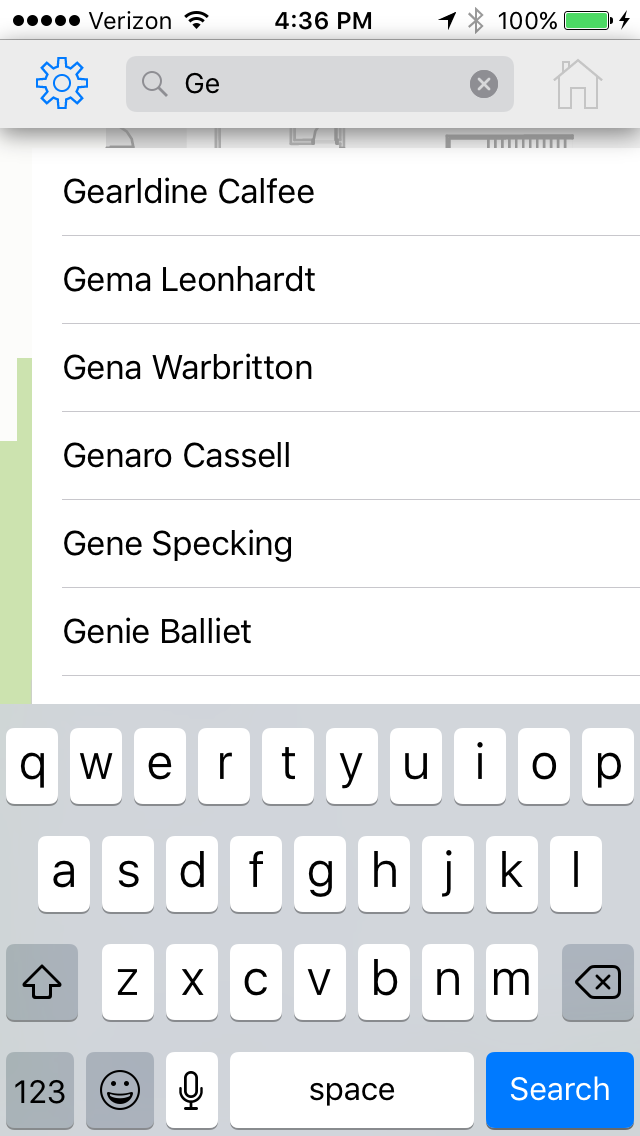 Verizon 4:36 PM 100%
Ge
Gearldine Calfee
Gema Leonhardt
Gena Warbritton
Genaro Cassell
Gene Specking
Genie Balliet
q w e r t y u i o p
a s d f g h j k l
z x c v b n m
123 space Search